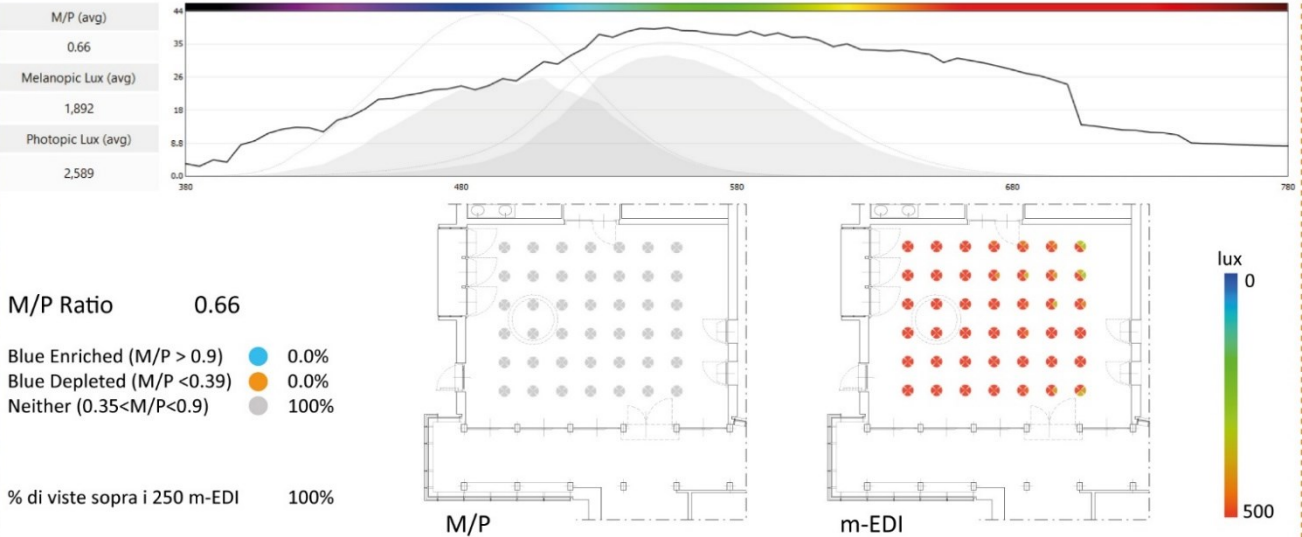 M/P (avg)
0.66
Melanopic Lux (avg)
1,892
Photopic Lux (avg)
2,589
44
35
26
18
8.8
0.0
380
480
580
680
780
M/P Ratio 0.66
Blue Enriched (M/P > 0.9) 0.0%
Blue Depleted (M/P <0.39) 0.0%
Neither (0.35<M/P<0.9) 100%
% di viste sopra i 250 m-EDI 100%
M/P
m-EDI
lux
0
500